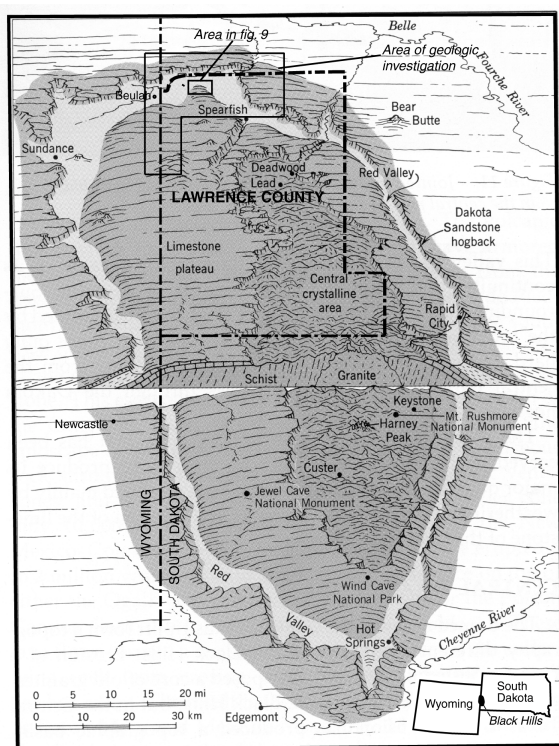 Belle
Area in fig. 9
Area of geologic
investigation
Fourche River
Beulah
Spearfish
Bear
Butte
Sundance
Deadwood
Lead
Red Valley
LAWRENCE COUNTY
Dakota
Sandstone
hogback
Limestone
plateau
Central
crystalline
area
Rapid
City
Schist
Granite
Keystone
Newcastle
Mt. Rushmore
National Monument
Harney
Peak
Custer
Jewel Cave
National Monument
WYOMING
SOUTH DAKOTA
Red
Valley
Wind Cave
National Park
Hot
Springs
Cheyenne River
0 5 10 15 20 mi
0 10 20 30 km
Edgemont
Wyoming
South
Dakota
Black Hills